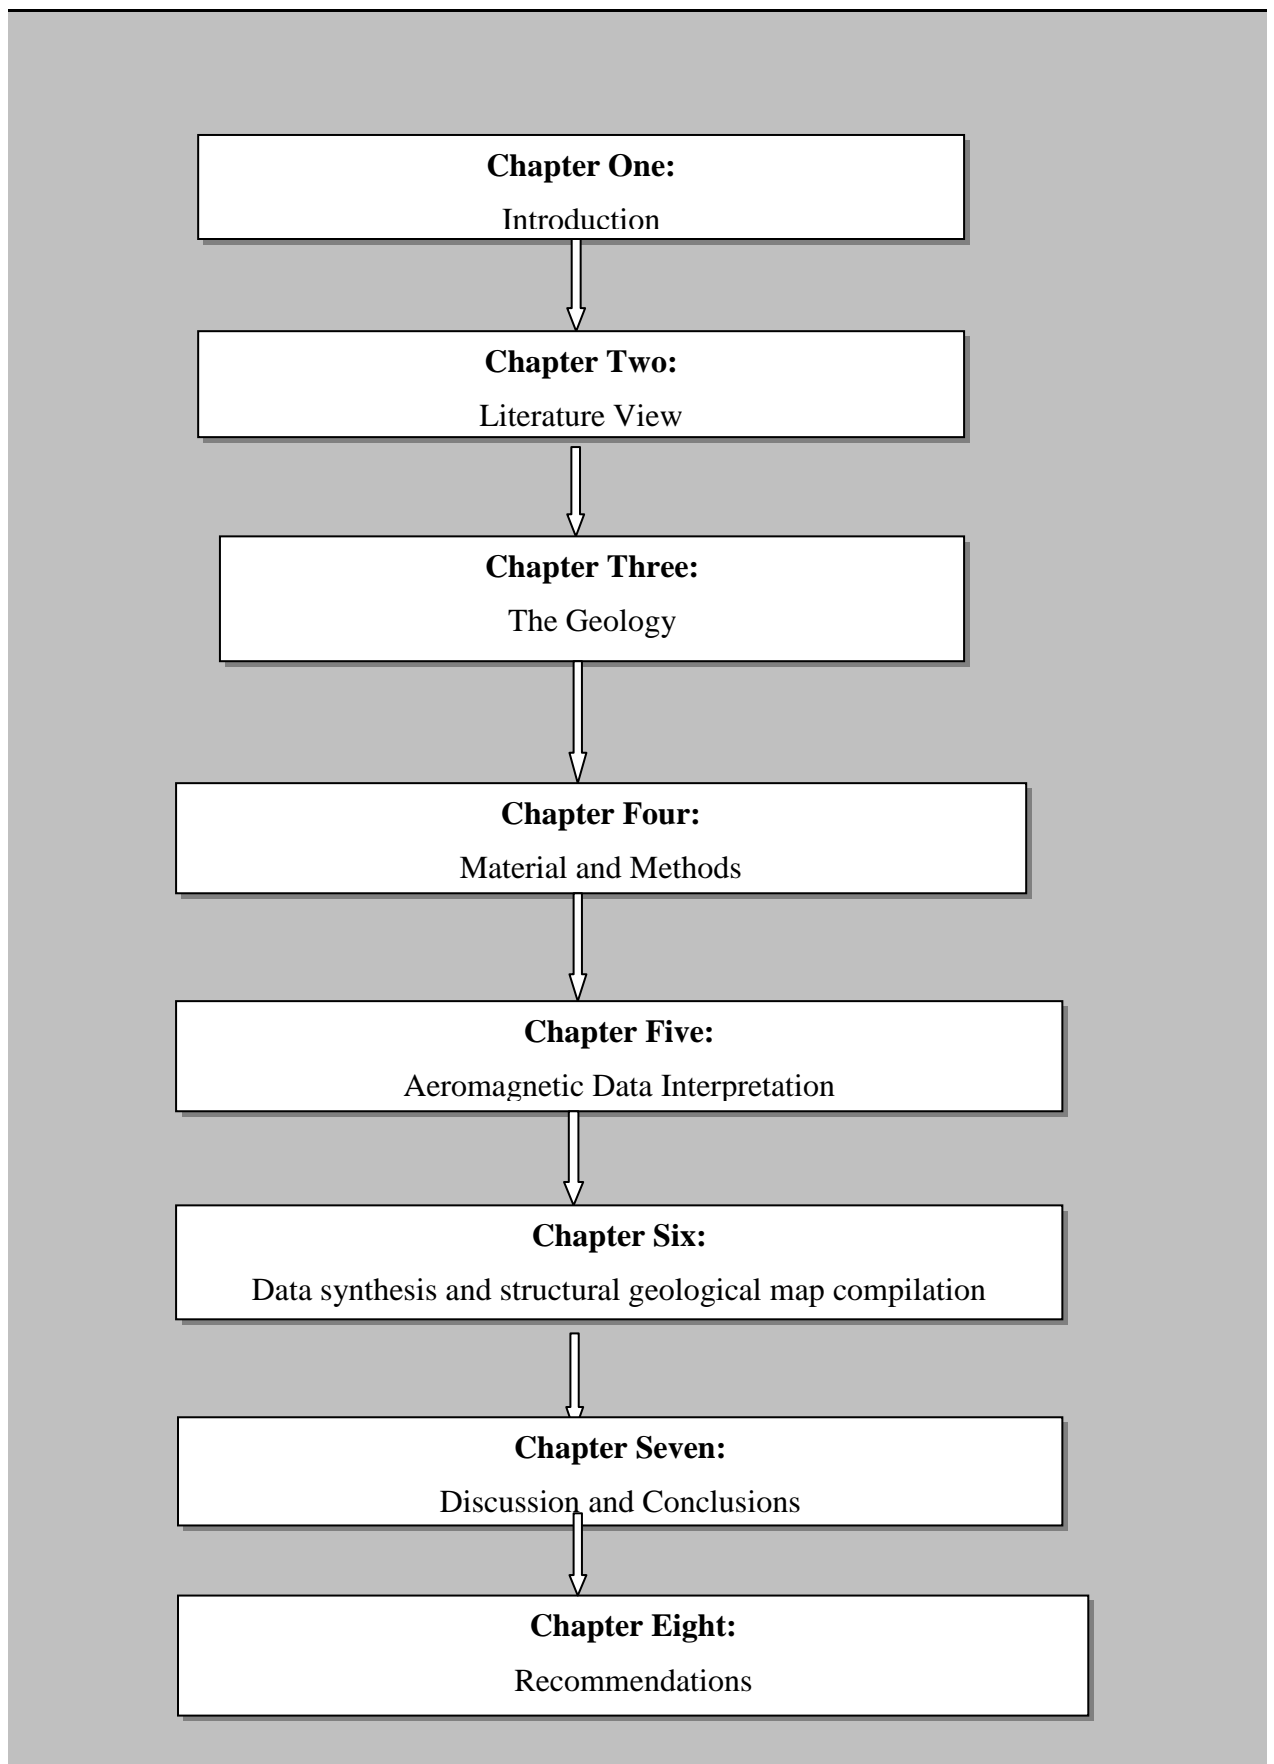 Chapter One:
Introduction
Chapter Two:
Literature View
Chapter Three:
The Geology
Chapter Four:
Material and Methods
Chapter Five:
Aeromagnetic Data Interpretation
Chapter Six:
Data synthesis and structural geological map compilation
Chapter Seven:
Discussion and Conclusions
Chapter Eight:
Recommendations